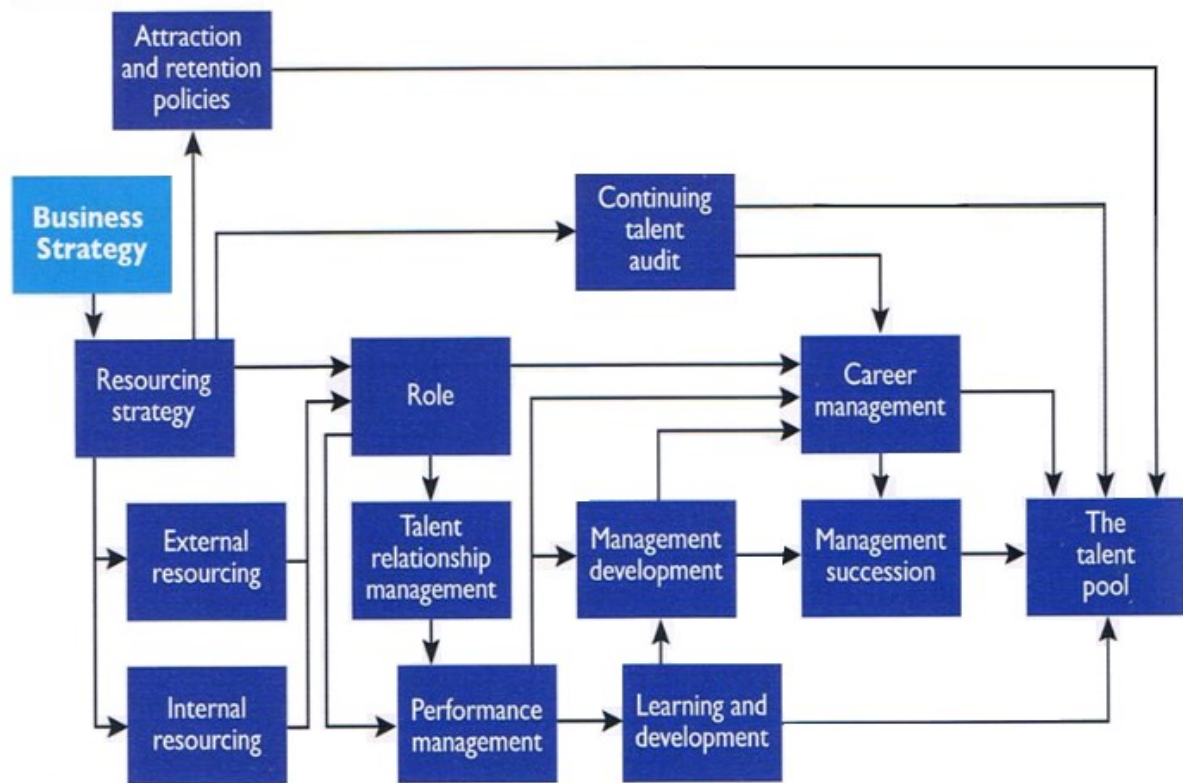 Attraction
and retention
policies
Business
Strategy
Continuing
talent
audit
Resourcing
strategy
Role
Career
management
External
resourcing
Talent
relationship
management
Management
development
Management
succession
The
talent
pool
Internal
resourcing
Performance
management
Learning and
development